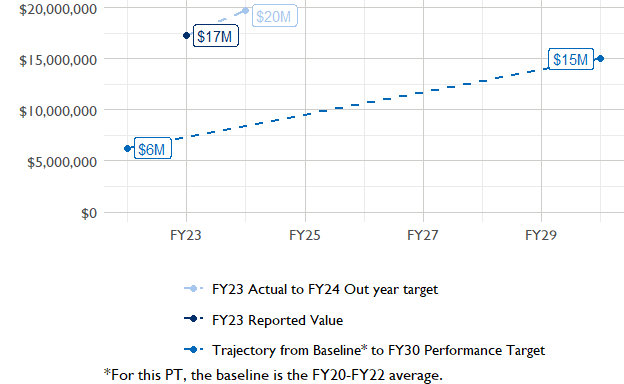 $20,000,000
$20M
$17M
$15,000,000
$15M
$10,000,000
$6M
$5,000,000
$0
FY23 FY25 FY27 FY29
FY23 Actual to FY24 Out year target
FY23 Reported Value
Trajectory from Baseline* to FY30 Performance Target
*For this PT, the baseline is the FY20-FY22 average.